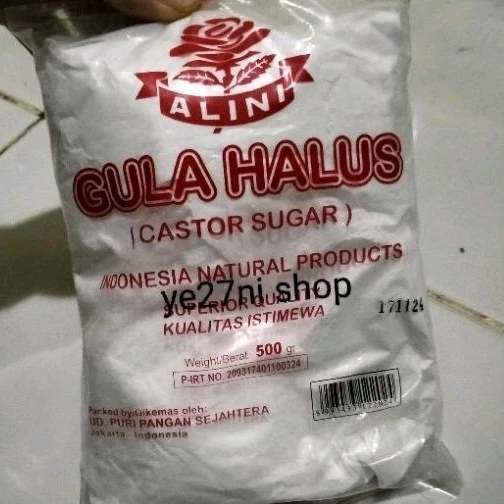 ALINI
GULA HALUS
(CASTOR SUGAR)
INDONESIA NATURAL PRODUCTS
ye27ni.shop
SUPERIOR QUALITY
KUALITAS ISTIMEWA
171124
Weight/Berat 500 gr
P-IRT NO. 209317401100324
Packed by/Dikemas oleh:
UD. PURI PANGAN SEJAHTERA
Jakarta - Indonesia